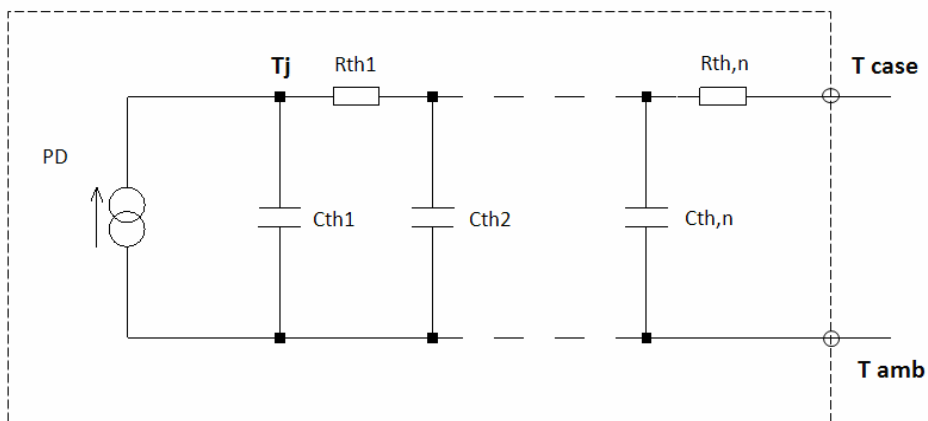 Tj
Rth1
Rth,n
T case
PD
Cth1
Cth2
Cth,n
T amb